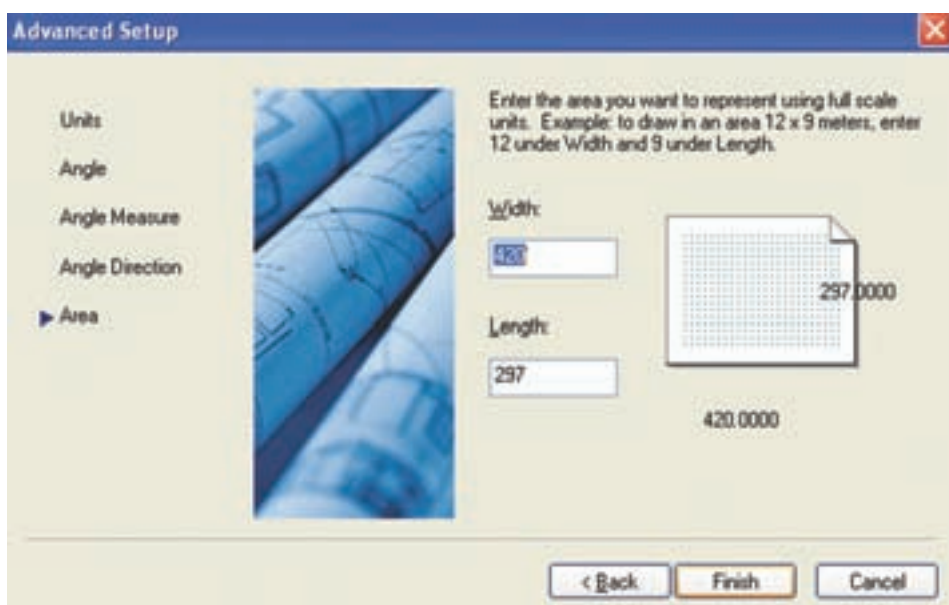 Advanced Setup
Units
Angle
Angle Measure
Angle Direction
Area
Enter the area you want to represent using full scale
units. Example: to draw in an area 12 x 9 meters, enter
12 under Width and 9 under Length.
Width:
420
Length:
297
297.0000
420.0000
< Back
Finish
Cancel